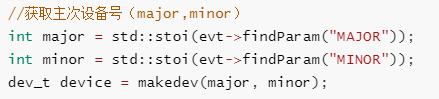 //获取主次设备号（major,minor）
int major = std::stoi(evt->findParam("MAJOR"));
int minor = std::stoi(evt->findParam("MINOR"));
dev_t device = makedev(major, minor);